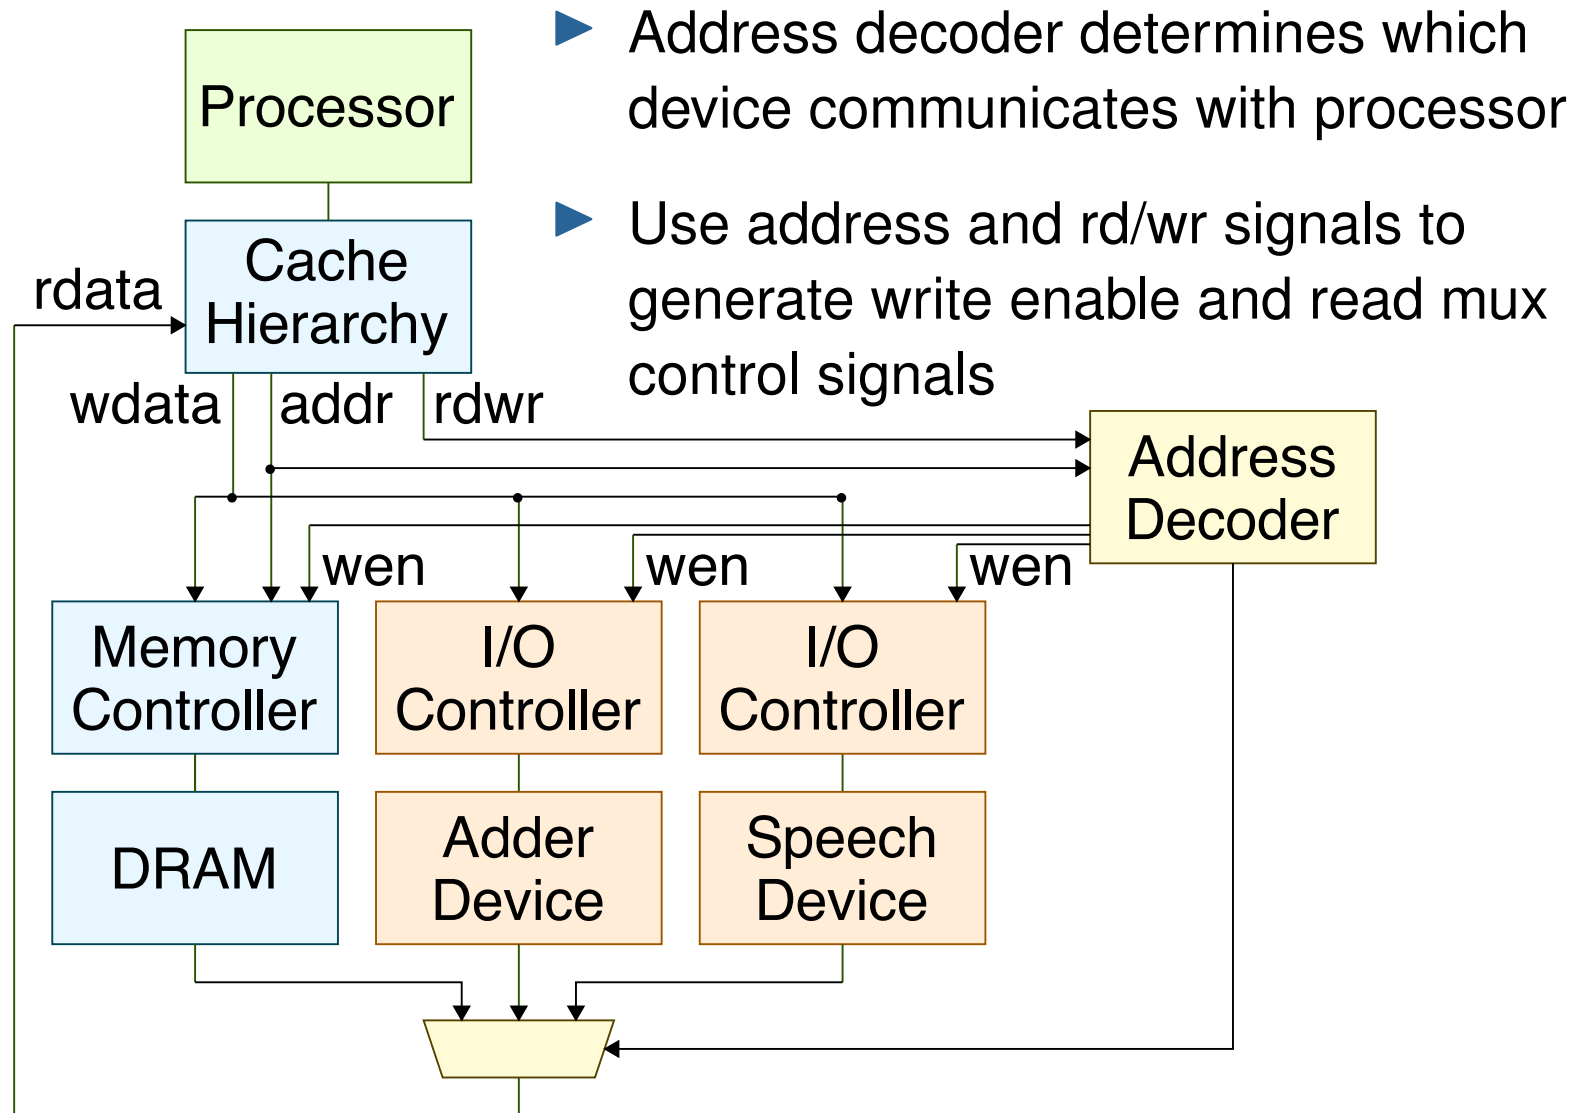 Address decoder determines which
device communicates with processor
Use address and rd/wr signals to
generate write enable and read mux
control signals
Processor
Cache
Hierarchy
rdata
wdata
addr
rdwr
Address
Decoder
wen
wen
wen
Memory
Controller
I/O
Controller
I/O
Controller
DRAM
Adder
Device
Speech
Device